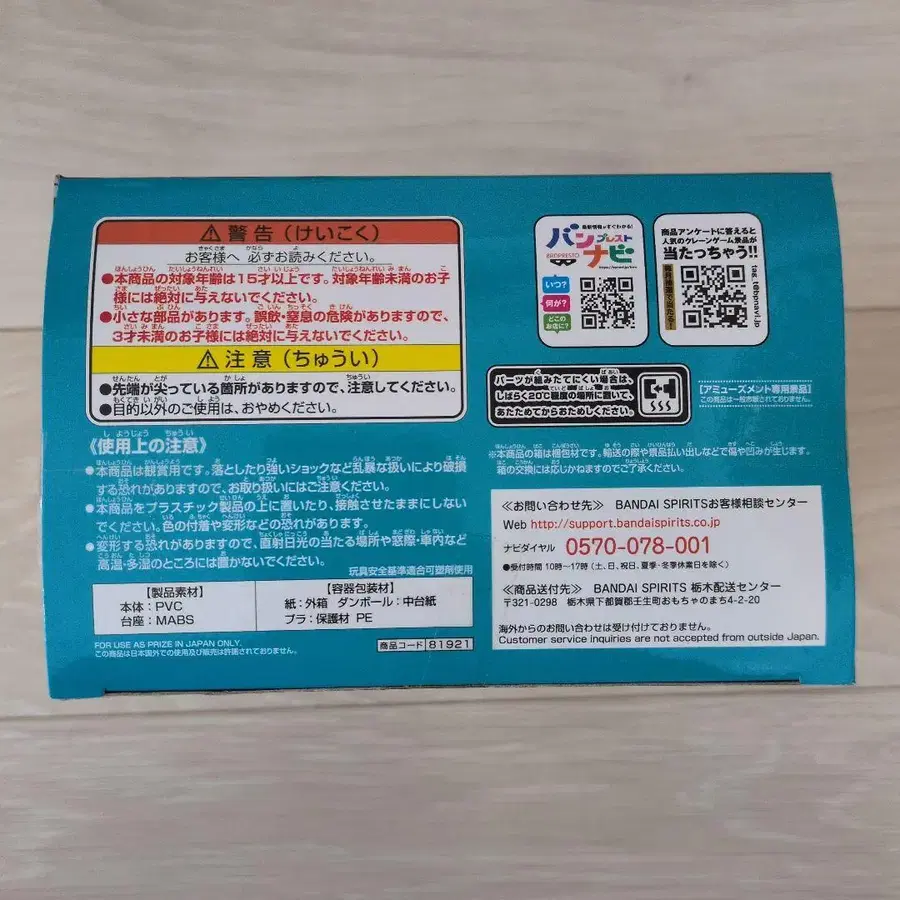 ⚠警告（けいこく）
お客様へ 必ずお読みください。
●本商品の対象年齢は15才以上です。対象年齢未満のお子
様には絶対に与えないでください。
●小さな部品があります。誤飲・窒息の危険がありますので、
3才未満のお子様には絶対に与えないでください。
⚠注意（ちゅうい）
●先端が尖っている箇所がありますので、注意してください。
●目的以外のご使用は、おやめください。
《使用上の注意》
●本商品は観賞用です。落としたり強いショックなど乱暴な扱いにより破損
する恐れがありますので、お取り扱いにはご注意ください。
●本商品をプラスチック製品の上に置いたり、接触させたままにしない
でください。色の付着や変形などの恐れがあります。
●変形する恐れがありますので、直射日光の当たる場所や窓際・車内など
高温・多湿のところには置かないでください。
玩具安全基準適合可塑剤使用
【製品素材】
本体：PVC
台座：MABS
【容器包装材】
紙：外箱 ダンボール：中台紙
プラ：保護材 PE
FOR USE AS PRIZE IN JAPAN ONLY.
この商品は日本国外での使用及び販売は許諾されておりません。
商品コード 81921
最新情報がすぐわかる!
バンプレストナビ
BANPRESTO
いつ?
何が?
どこのお店に?
商品アンケートに答えると
人気のクレーンゲーム景品が
当たっちゃう!!
パーツが組みたてにくい場合は、
しばらく20℃程度の場所に置いて、
あたためてからおためしください。
【アミューズメント専用景品】
この商品は一般市販されておりません。
※本商品の箱は梱包材です。輸送の際や景品払い出しなどで傷や凹みが生じます。
箱の交換には応じかねますのでご了承ください。
≪お問い合わせ先≫ BANDAI SPIRITSお客様相談センター
Web http://support.bandaispirits.co.jp
ナビダイヤル 0570-078-001
●受付時間 10時～17時（土、日、祝日、夏季・冬季休業日を除く）
≪商品送付先≫ BANDAI SPIRITS 栃木配送センター
〒321-0298 栃木県下都賀郡壬生町おもちゃのまち4-2-20
海外からのお問い合わせは受け付けておりません。
Customer service inquiries are not accepted from outside Japan.